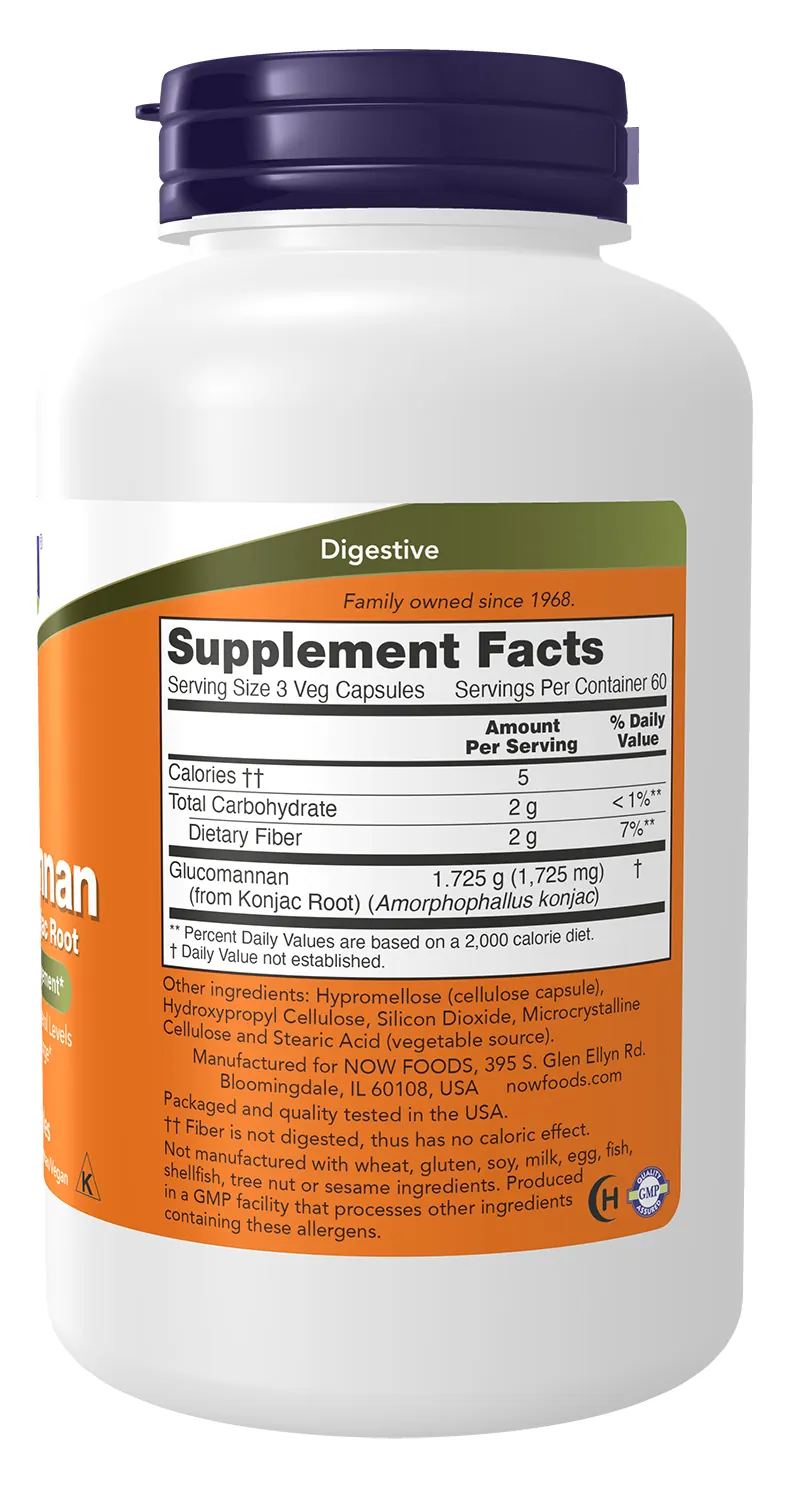 Digestive
Family owned since 1968.
Supplement Facts
Serving Size 3 Veg Capsules Servings Per Container 60
Amount Per Serving % Daily Value
Calories †† 5
Total Carbohydrate 2 g < 1%**
Dietary Fiber 2 g 7%**
Glucomannan 1.725 g (1,725 mg) †
(from Konjac Root) (Amorphophallus konjac)
** Percent Daily Values are based on a 2,000 calorie diet.
† Daily Value not established.
Other ingredients: Hypromellose (cellulose capsule),
Hydroxypropyl Cellulose, Silicon Dioxide, Microcrystalline
Cellulose and Stearic Acid (vegetable source).
Manufactured for NOW FOODS, 395 S. Glen Ellyn Rd.
Bloomingdale, IL 60108, USA nowfoods.com
Packaged and quality tested in the USA.
†† Fiber is not digested, thus has no caloric effect.
Not manufactured with wheat, gluten, soy, milk, egg, fish,
shellfish, tree nut or sesame ingredients. Produced
in a GMP facility that processes other ingredients
containing these allergens.
H
QUALITY
GMP
ASSURED
Root
Levels
Vegan
K